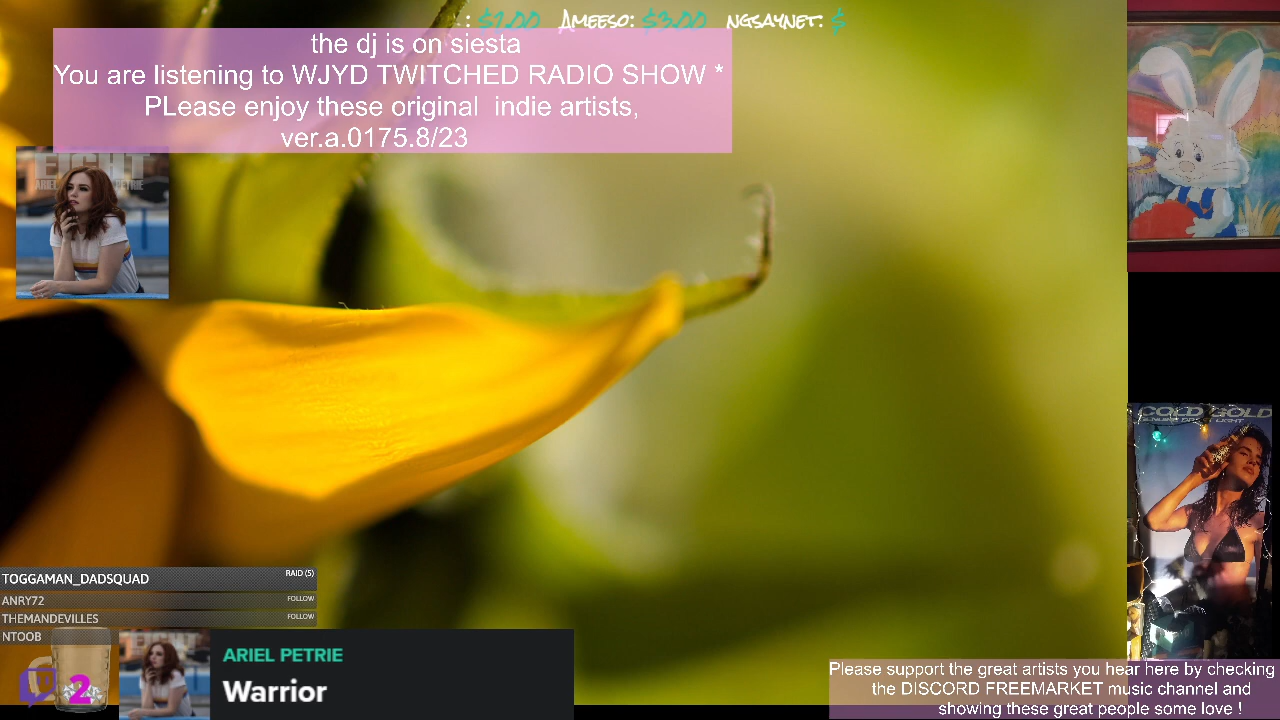 : $1.00 Ameeso: $3.00 ngsaynet: $
the dj is on siesta
You are listening to WJYD TWITCHED RADIO SHOW *
PLease enjoy these original indie artists,
ver.a.0175.8/23
EIGHT
ARIEL PETRIE
COLD GOLD
TOGGAMAN_DADSQUAD RAID (5)
ANRY72 FOLLOW
THEMANDEVILLES FOLLOW
NTOOB
2
ARIEL PETRIE
Warrior
Please support the great artists you hear here by checking
the DISCORD FREEMARKET music channel and
showing these great people some love !